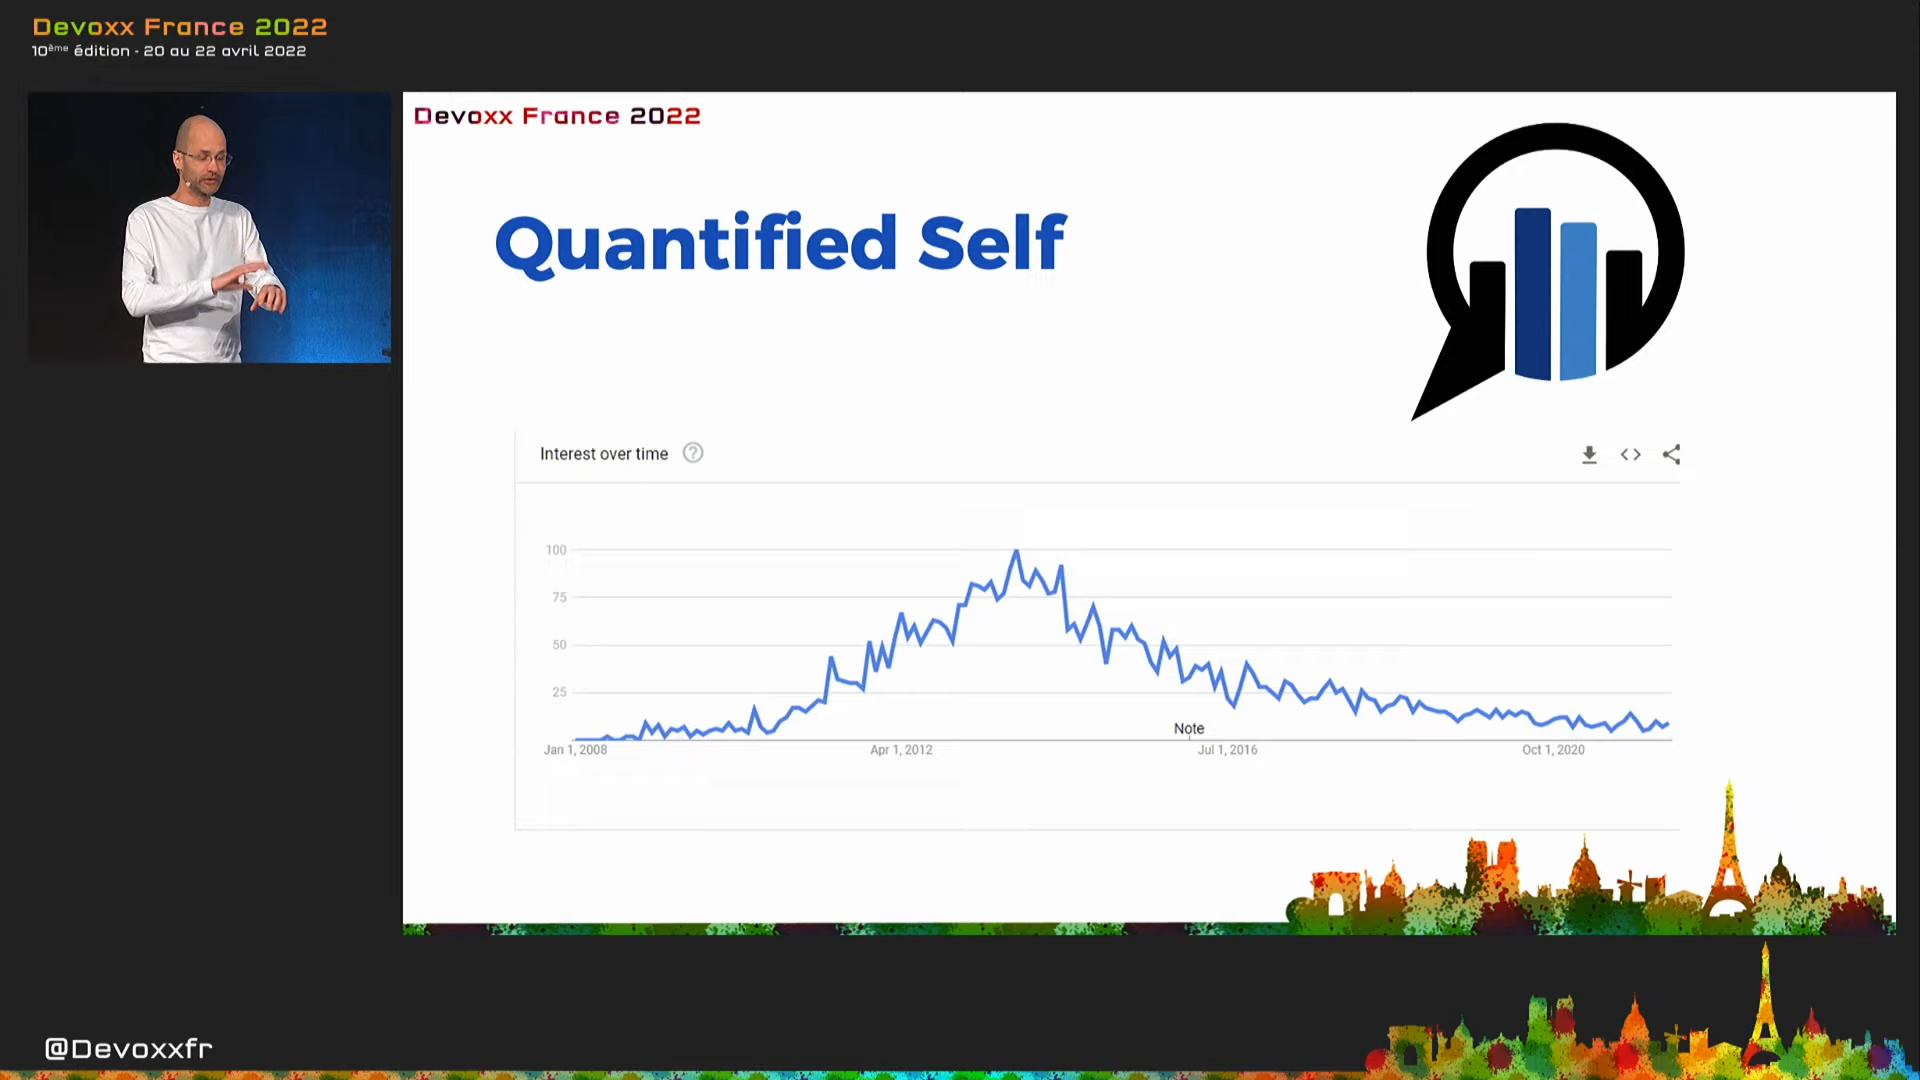 Devoxx France 2022
10ème édition - 20 au 22 avril 2022
Devoxx France 2022
Quantified Self
Interest over time ?
100
75
50
25
Note
Jan 1, 2008 Apr 1, 2012 Jul 1, 2016 Oct 1, 2020
@Devoxxfr